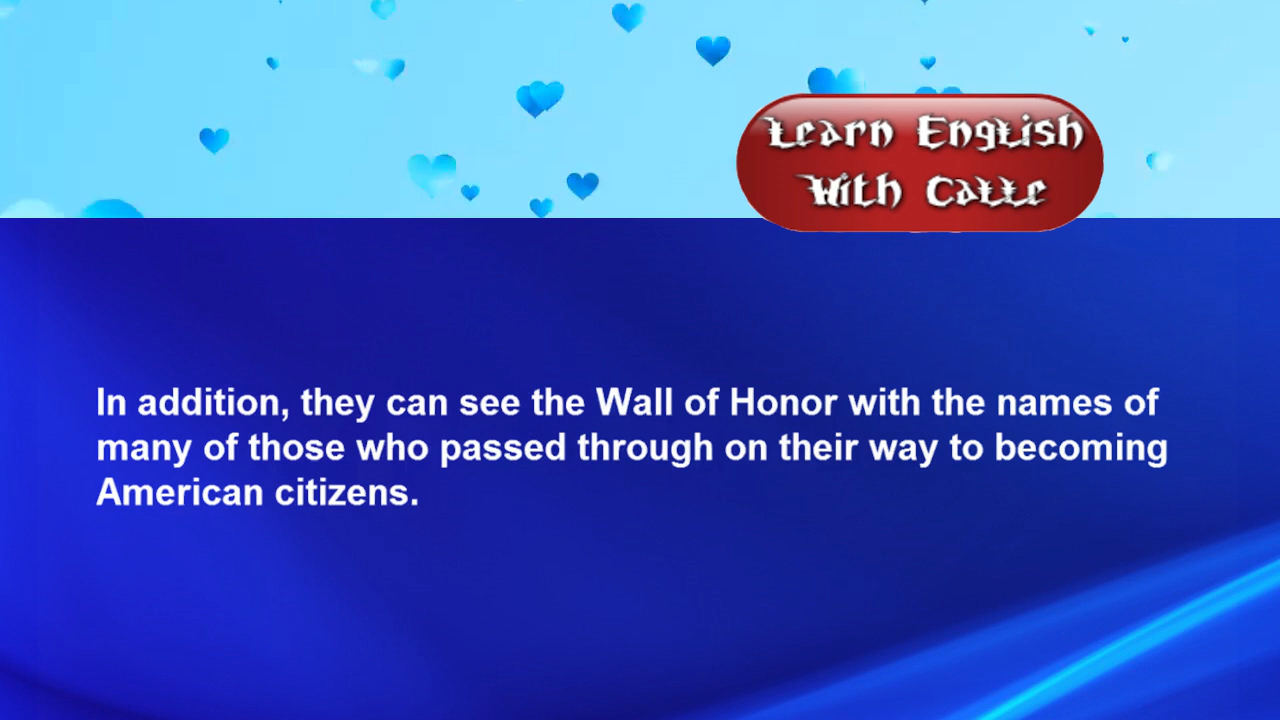 Learn English
With Calle
In addition, they can see the Wall of Honor with the names of
many of those who passed through on their way to becoming
American citizens.